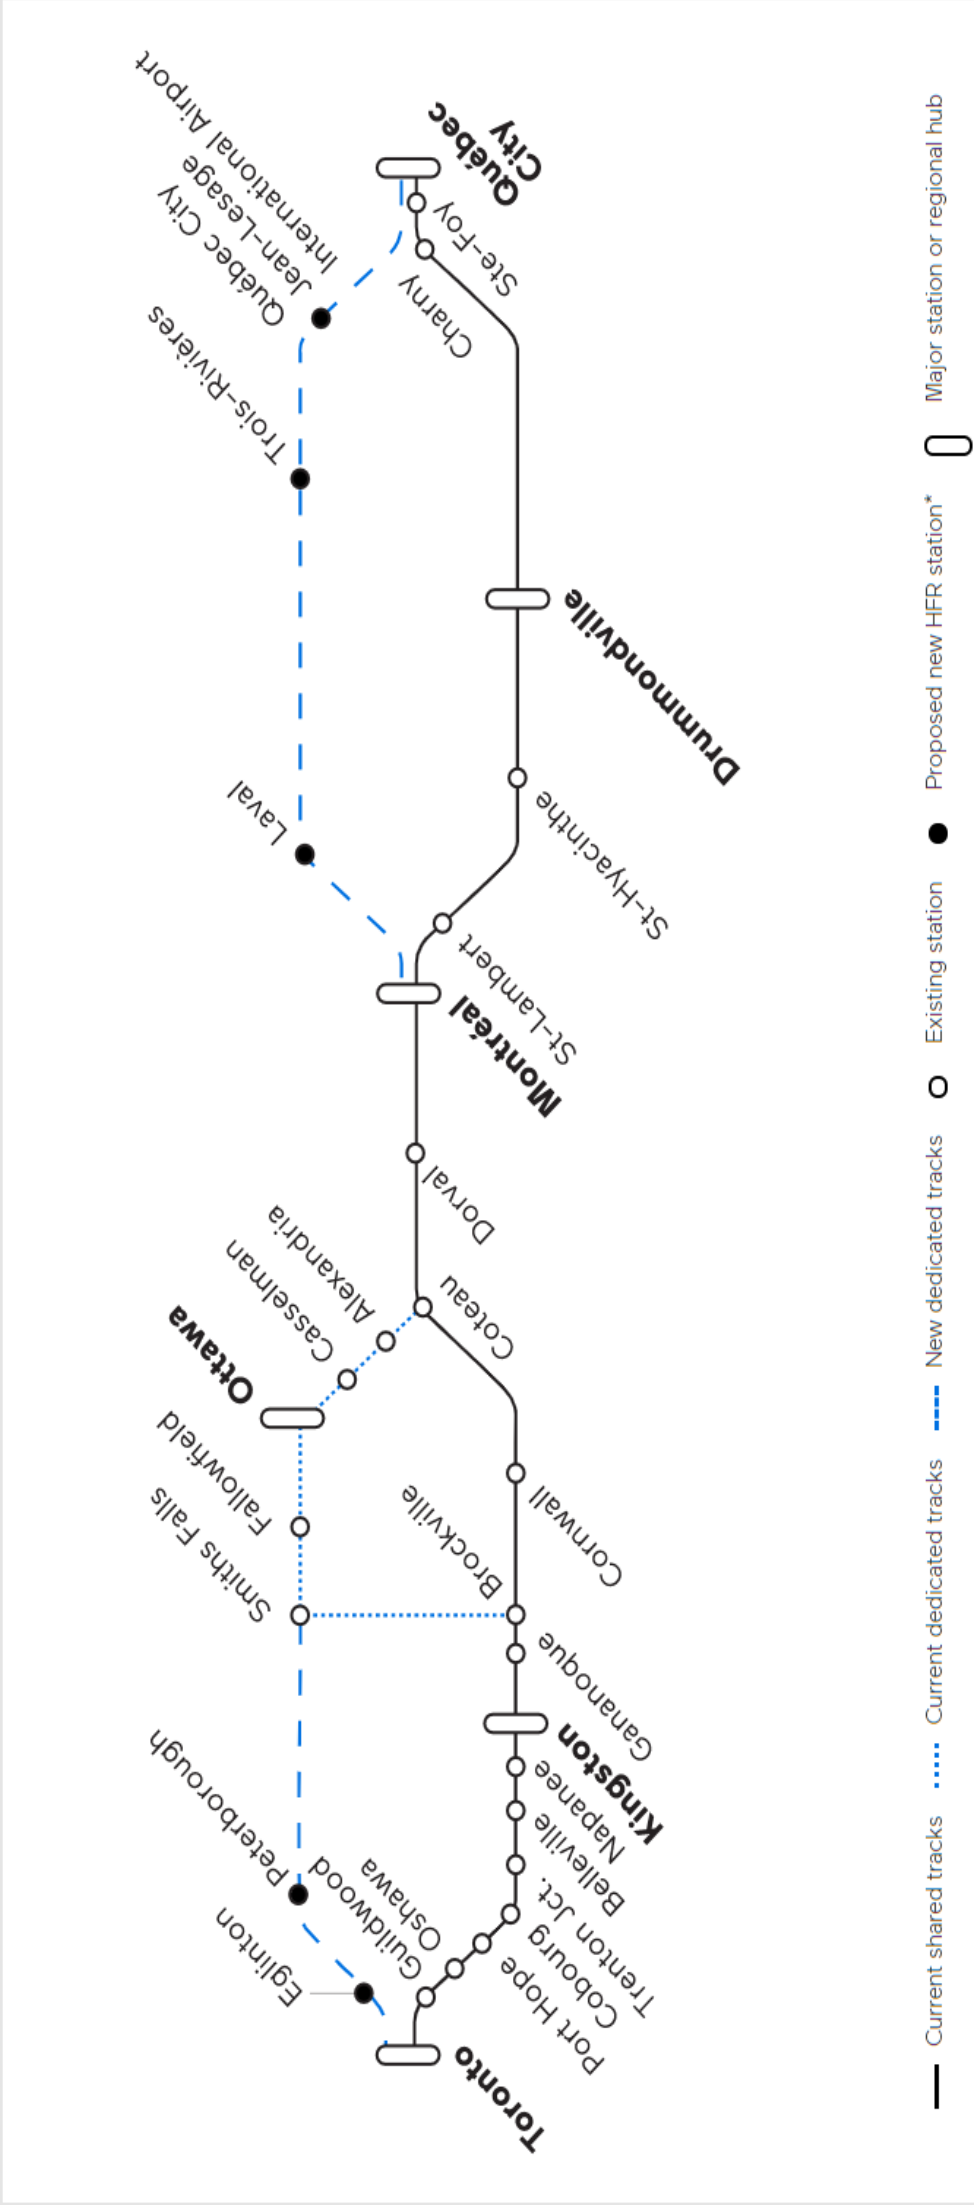 Toronto
Eglinton
Guildwood
Oshawa
Port Hope
Cobourg
Trenton Jct.
Belleville
Napanee
Kingston
Gananoque
Brockville
Cornwall
Peterborough
Smiths Falls
Fallowfield
Ottawa
Casselman
Alexandria
Coteau
Dorval
Montréal
St-Lambert
St-Hyacinthe
Drummondville
Laval
Trois-Rivières
Québec City
Jean-Lesage
International Airport
Charny
Ste-Foy
Québec
City
Current shared tracks
Current dedicated tracks
New dedicated tracks
Existing station
Proposed new HFR station*
Major station or regional hub